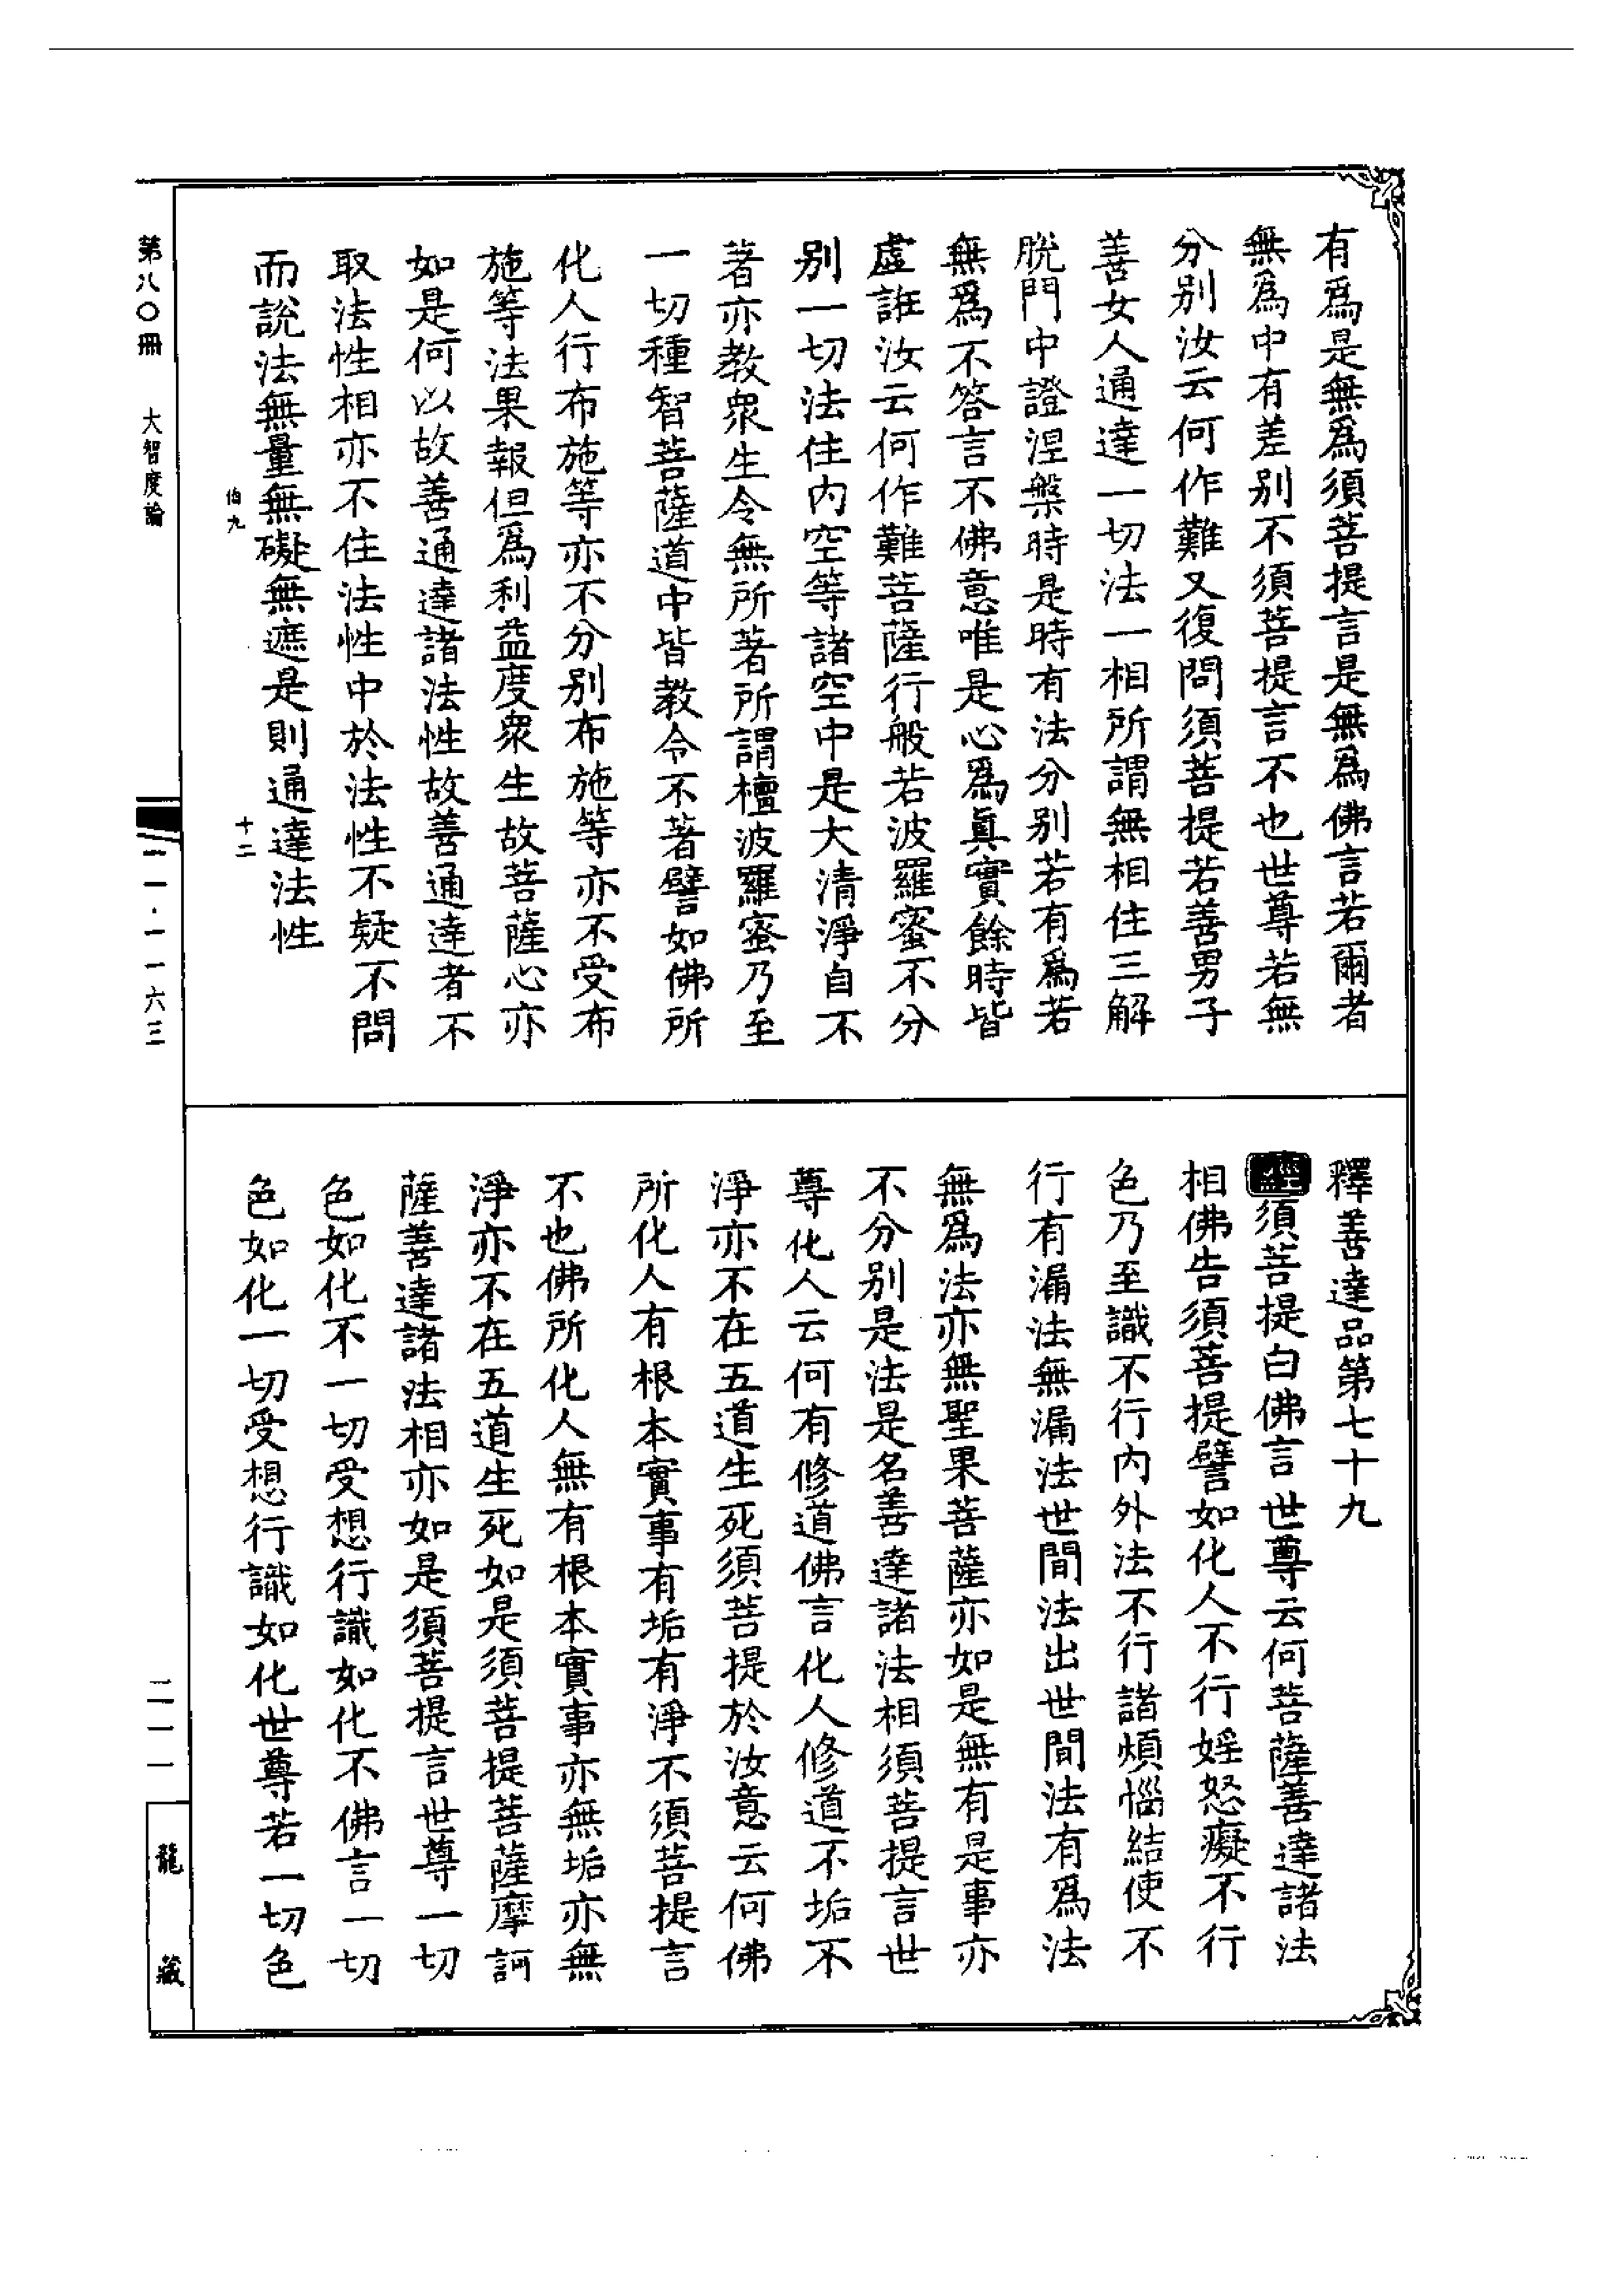 有爲是無爲須菩提言是無爲佛言若爾者
無爲中有差別不須菩提言不也世尊若無
分別汝云何作難又復問須菩提若善男子
善女人通達一切法一相所謂無相住三解
脫門中證涅槃時是時有法分別若有爲若
無爲不答言不佛意唯是心爲眞實餘時皆
虛誑汝云何作難菩薩行般若波羅蜜不分
別一切法住內空等諸空中是大清淨自不
著亦教衆生令無所著所謂檀波羅蜜乃至
一切種智菩薩道中皆教令不著譬如佛所
化人行布施等亦不分別布施等亦不受布
施等法果報但爲利益度衆生故菩薩心亦
如是何以故善通達諸法性故善通達者不
取法性相亦不住法性中於法性不疑不問
而說法無量無礙無遮是則通達法性
伯九
十二
釋善達品第七十九
經須菩提白佛言世尊云何菩薩善達諸法
相佛告須菩提譬如化人不行婬怒癡不行
色乃至識不行內外法不行諸煩惱結使不
行有漏法無漏法世間法出世間法有爲法
無爲法亦無聖果菩薩亦如是無有是事亦
不分別是法是名善達諸法相須菩提言世
尊化人云何有修道佛言化人修道不垢不
淨亦不在五道生死須菩提於汝意云何佛
所化人有根本實事有垢有淨不須菩提言
不也佛所化人無有根本實事亦無垢亦無
淨亦不在五道生死如是須菩提菩薩摩訶
薩善達諸法相亦如是須菩提言世尊一切
色如化不一切受想行識如化不佛言一切
色如化一切受想行識如化世尊若一切色
第八〇冊
大智度論
一一·一一六三
二一一
龍藏